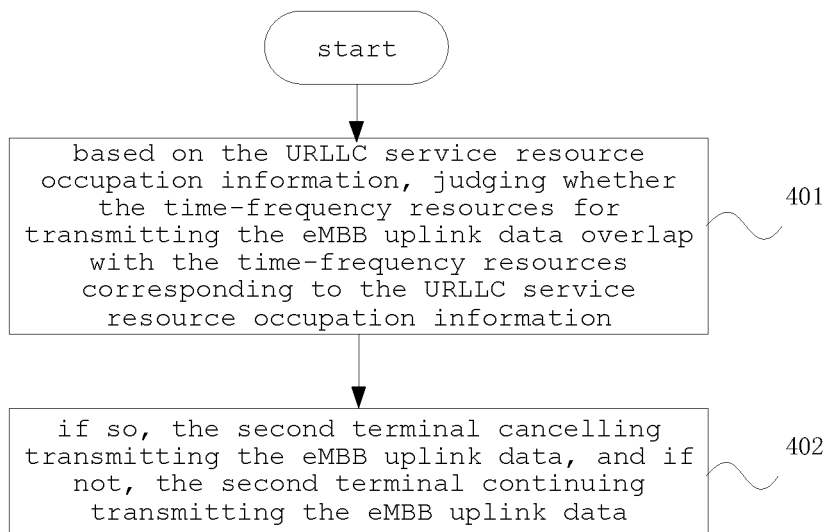 start
based on the URLLC service resource
occupation information, judging whether
the time-frequency resources for
transmitting the eMBB uplink data overlap
with the time-frequency resources
corresponding to the URLLC service
resource occupation information
401
if so, the second terminal cancelling
transmitting the eMBB uplink data, and if
not, the second terminal continuing
transmitting the eMBB uplink data
402